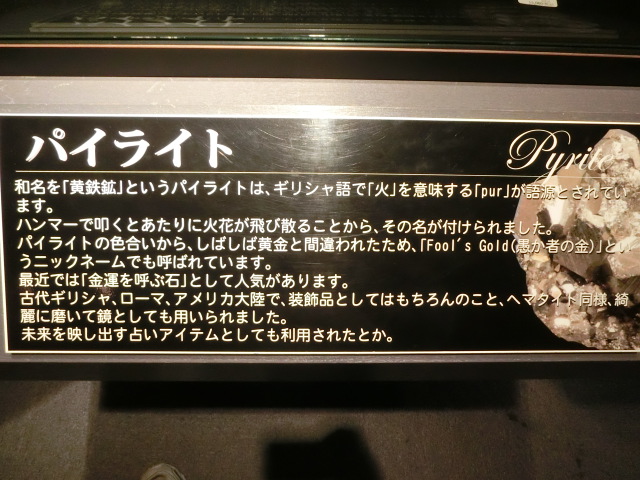 パイライト
Pyrite
和名を「黄鉄鉱」というパイライトは、ギリシャ語で「火」を意味する「pur」が語源とされてい
ます。
ハンマーで叩くとあたりに火花が飛び散ることから、その名が付けられました。
パイライトの色合いから、しばしば黄金と間違われたため、「Fool's Gold(愚か者の金)」とい
うニックネームでも呼ばれています。
最近では「金運を呼ぶ石」として人気があります。
古代ギリシャ、ローマ、アメリカ大陸で、装飾品としてはもちろんのこと、ヘマタイト同様、綺
麗に磨いて鏡としても用いられました。
未来を映し出す占いアイテムとしても利用されたとか。